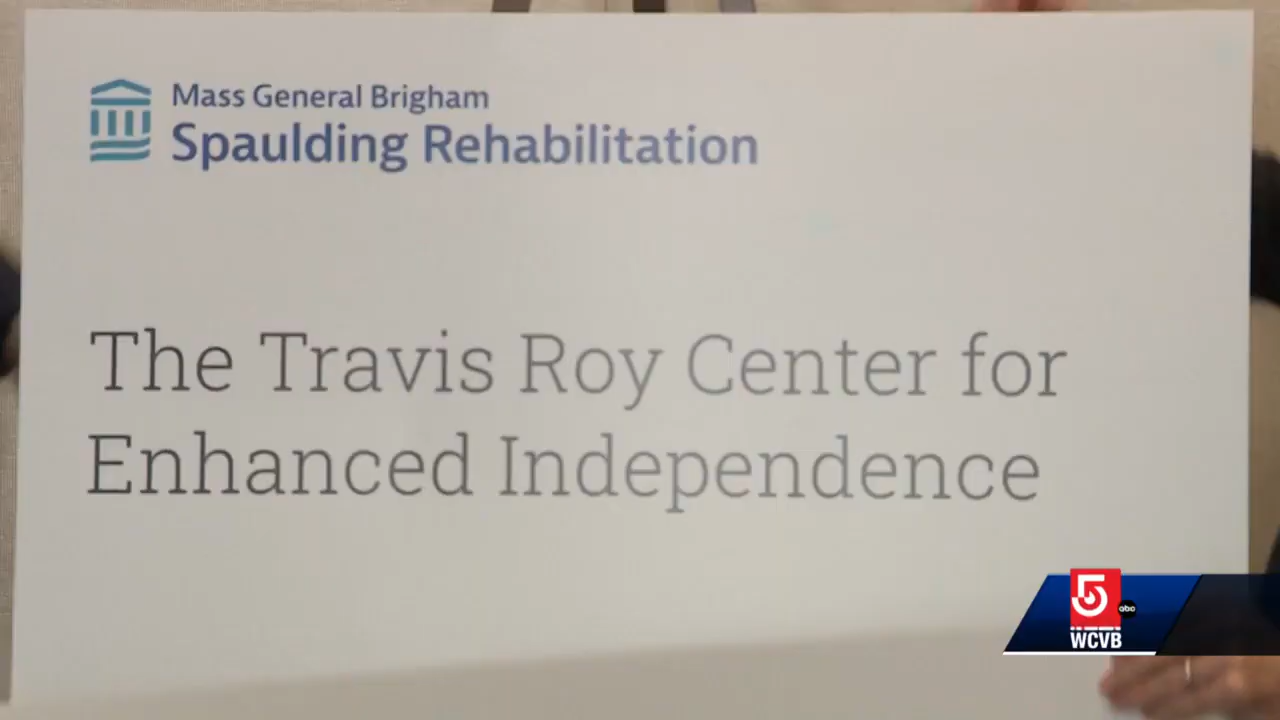 Mass General Brigham
Spaulding Rehabilitation
The Travis Roy Center for
Enhanced Independence
5
abc
WCVB